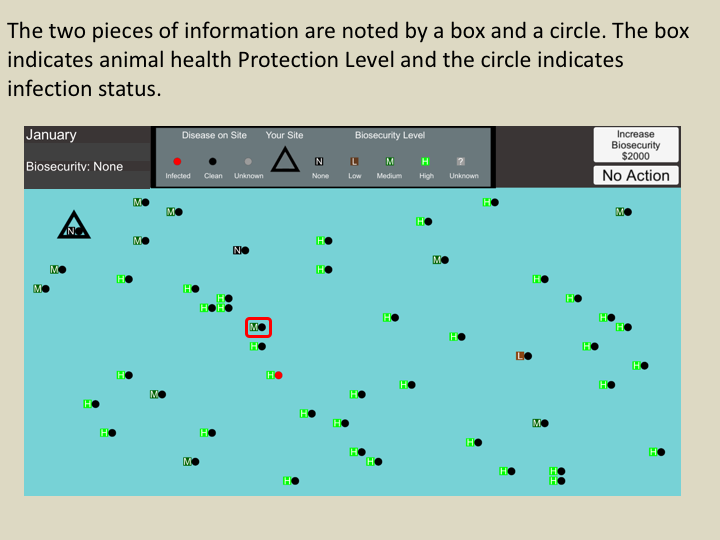 The two pieces of information are noted by a box and a circle. The box
indicates animal health Protection Level and the circle indicates
infection status.
January
Disease on Site Your Site Biosecurity Level
Increase
Biosecurity
$2000
Biosecurity: None
Infected Clean Unknown N None L Low M Medium H High ? Unknown
No Action
M
H
M
M
H
N
M
H
N
M
H
M
H
M
H
H
M
H
H
H
H
H
H
H
M
M
H
H
H
L
H
H
H
H
H
M
H
H
H
H
M
H
H
H
H
H
H
M
H
H
H
H
H